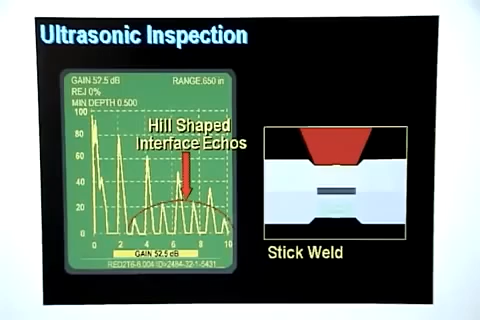 Ultrasonic Inspection
GAIN 52.5 dB RANGE.650 in
REJ 0%
MIN DEPTH 0.500
100
80
60
40
20
0
0 1 2 4 6 8 10
Hill Shaped
Interface Echos
GAIN 52.5 dB
Stick Weld